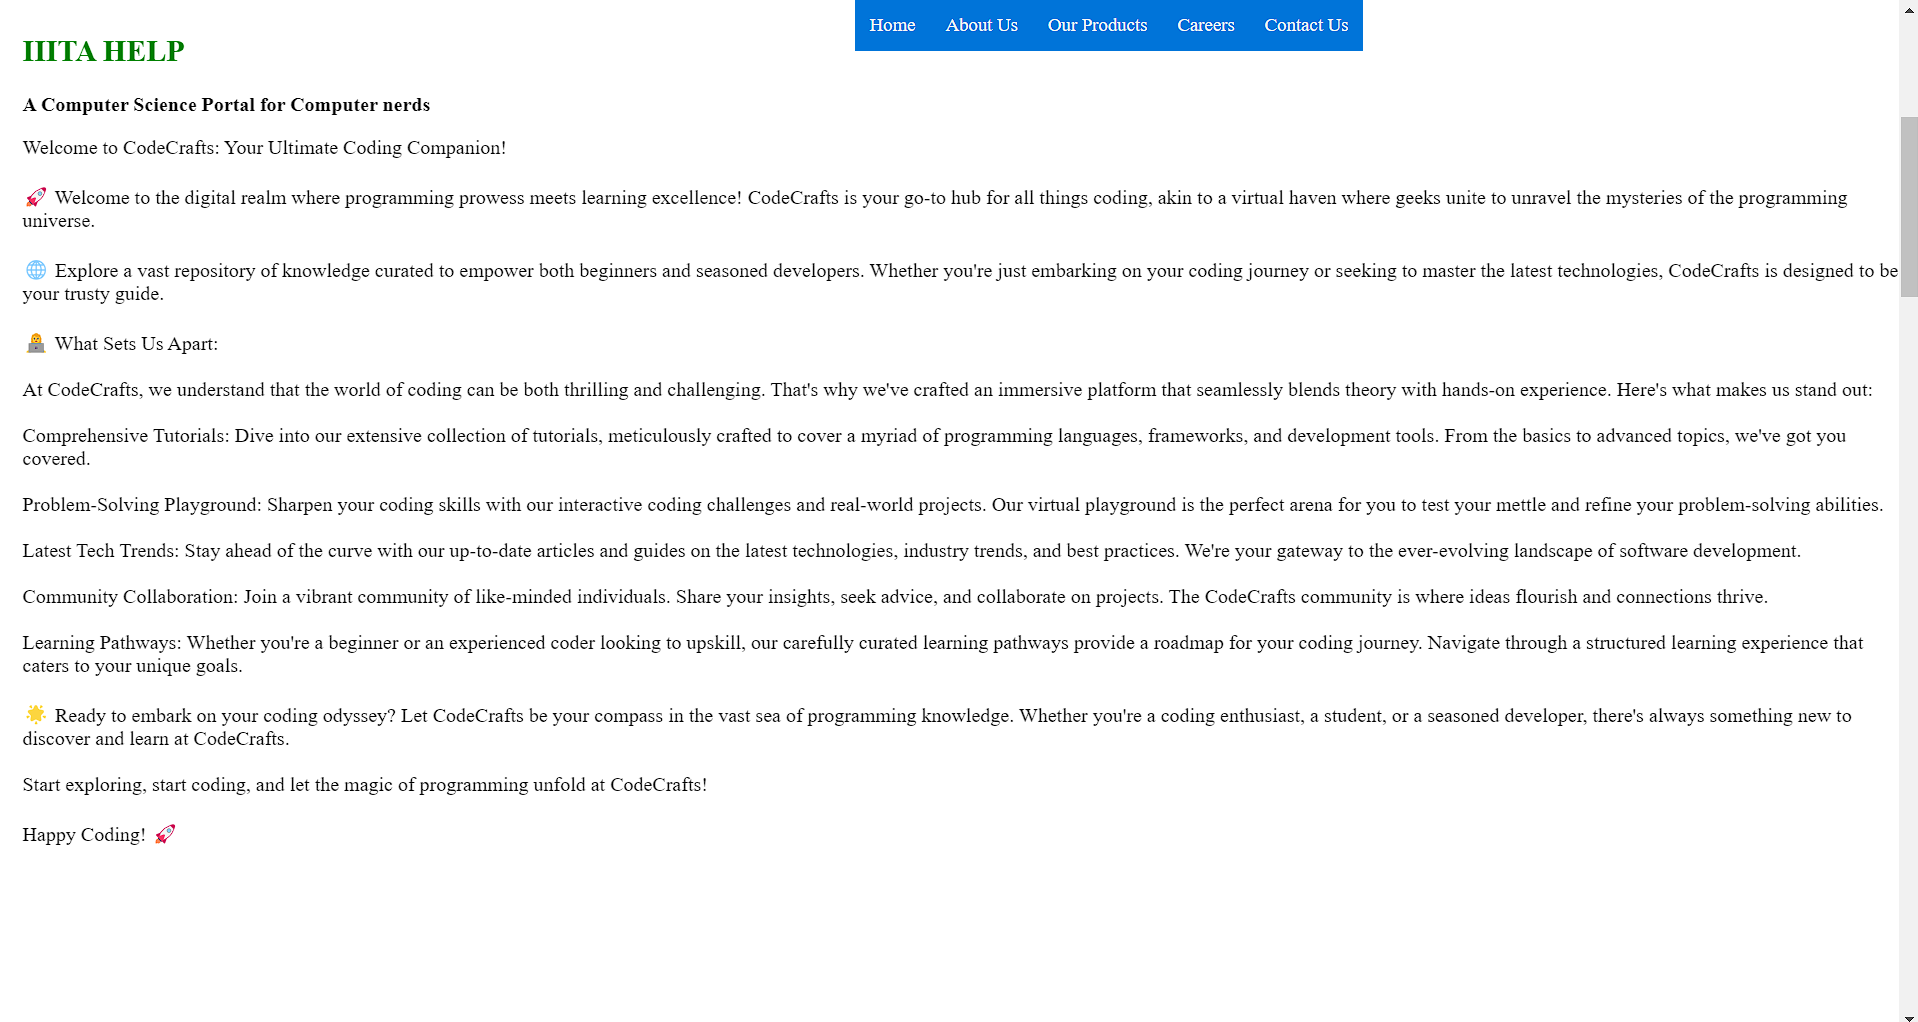 Home About Us Our Products Careers Contact Us
IIITA HELP
A Computer Science Portal for Computer nerds
Welcome to CodeCrafts: Your Ultimate Coding Companion!
🚀 Welcome to the digital realm where programming prowess meets learning excellence! CodeCrafts is your go-to hub for all things coding, akin to a virtual haven where geeks unite to unravel the mysteries of the programming
universe.
🌐 Explore a vast repository of knowledge curated to empower both beginners and seasoned developers. Whether you're just embarking on your coding journey or seeking to master the latest technologies, CodeCrafts is designed to be
your trusty guide.
👩‍💻 What Sets Us Apart:
At CodeCrafts, we understand that the world of coding can be both thrilling and challenging. That's why we've crafted an immersive platform that seamlessly blends theory with hands-on experience. Here's what makes us stand out:
Comprehensive Tutorials: Dive into our extensive collection of tutorials, meticulously crafted to cover a myriad of programming languages, frameworks, and development tools. From the basics to advanced topics, we've got you
covered.
Problem-Solving Playground: Sharpen your coding skills with our interactive coding challenges and real-world projects. Our virtual playground is the perfect arena for you to test your mettle and refine your problem-solving abilities.
Latest Tech Trends: Stay ahead of the curve with our up-to-date articles and guides on the latest technologies, industry trends, and best practices. We're your gateway to the ever-evolving landscape of software development.
Community Collaboration: Join a vibrant community of like-minded individuals. Share your insights, seek advice, and collaborate on projects. The CodeCrafts community is where ideas flourish and connections thrive.
Learning Pathways: Whether you're a beginner or an experienced coder looking to upskill, our carefully curated learning pathways provide a roadmap for your coding journey. Navigate through a structured learning experience that
caters to your unique goals.
🌟 Ready to embark on your coding odyssey? Let CodeCrafts be your compass in the vast sea of programming knowledge. Whether you're a coding enthusiast, a student, or a seasoned developer, there's always something new to
discover and learn at CodeCrafts.
Start exploring, start coding, and let the magic of programming unfold at CodeCrafts!
Happy Coding! 🚀